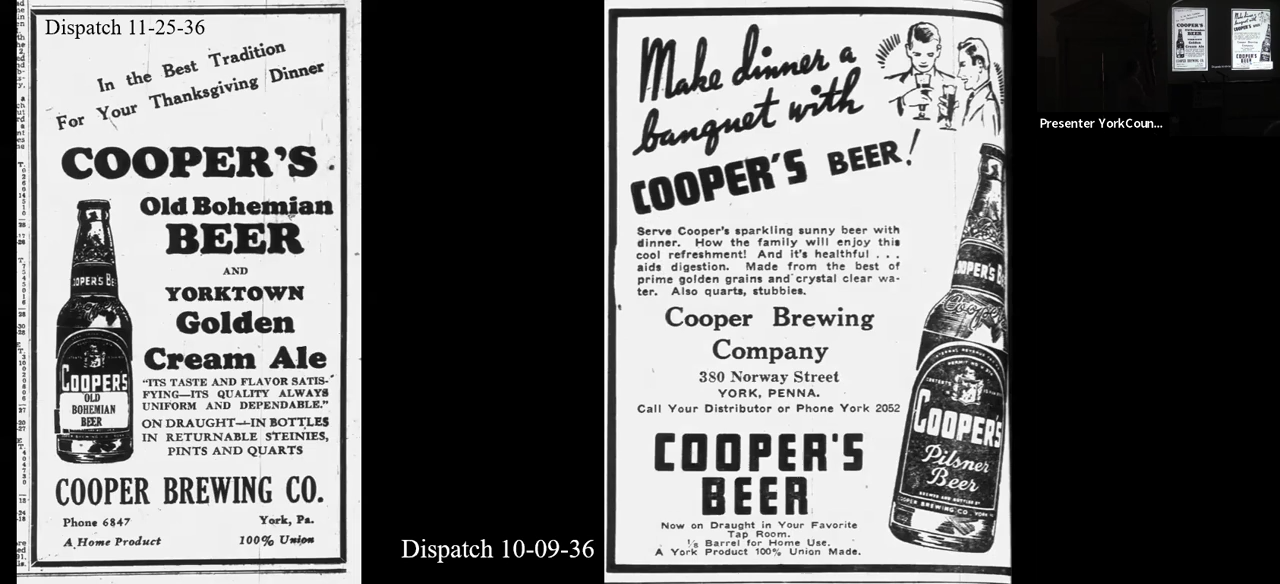 Dispatch 11-25-36
In the Best Tradition
For Your Thanksgiving Dinner
COOPER'S
Old Bohemian
BEER
AND
YORKTOWN
Golden
Cream Ale
"ITS TASTE AND FLAVOR SATIS-
FYING—ITS QUALITY ALWAYS
UNIFORM AND DEPENDABLE."
ON DRAUGHT—IN BOTTLES
IN RETURNABLE STEINIES,
PINTS AND QUARTS
COOPER'S
OLD
BOHEMIAN
BEER
COOPER BREWING CO.
Phone 6847
York, Pa.
A Home Product
100% Union
Dispatch 10-09-36
Make dinner a
banquet with
COOPER'S BEER!
Serve Cooper's sparkling sunny beer with
dinner. How the family will enjoy this
cool refreshment! And it's healthful . . .
aids digestion. Made from the best of
prime golden grains and crystal clear wa-
ter. Also quarts, stubbies.
Cooper Brewing
Company
380 Norway Street
YORK, PENNA.
Call Your Distributor or Phone York 2052
COOPER'S
BEER
Now on Draught in Your Favorite
Tap Room.
⅛ Barrel for Home Use.
A York Product 100% Union Made.
COOPER'S
Pilsner
Beer
Presenter YorkCoun...